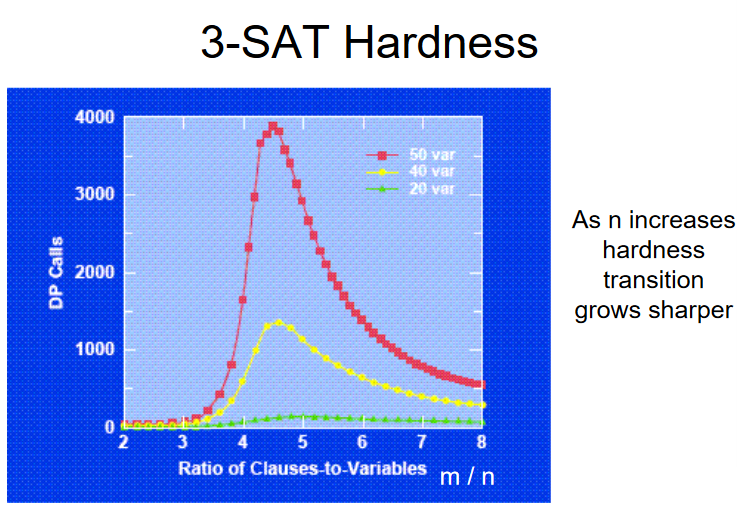 3-SAT Hardness
4000
3000
2000
1000
0
DP Calls
50 var
40 var
20 var
2 3 4 5 6 7 8
Ratio of Clauses-to-Variables m / n
As n increases
hardness
transition
grows sharper